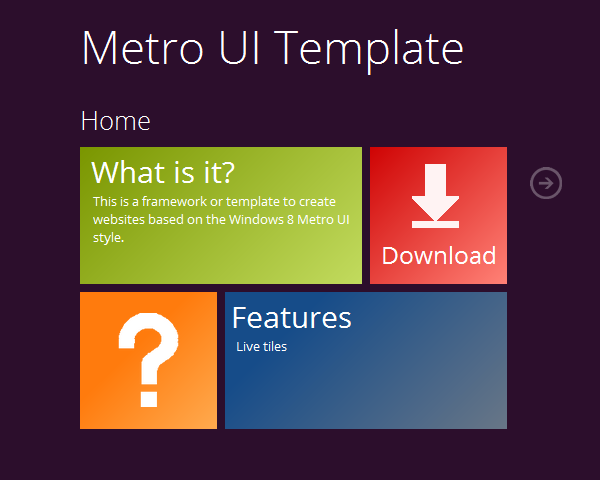 Metro UI Template
Home
What is it?
This is a framework or template to create
websites based on the Windows 8 Metro UI
style.
Download
?
Features
Live tiles